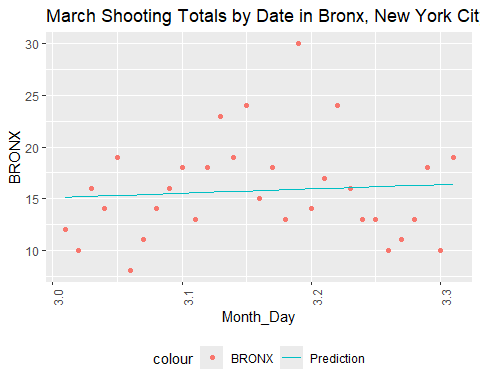 March Shooting Totals by Date in Bronx, New York Cit
30
25
20
15
10
BRONX
3.0
3.1
3.2
3.3
Month_Day
colour
BRONX
Prediction